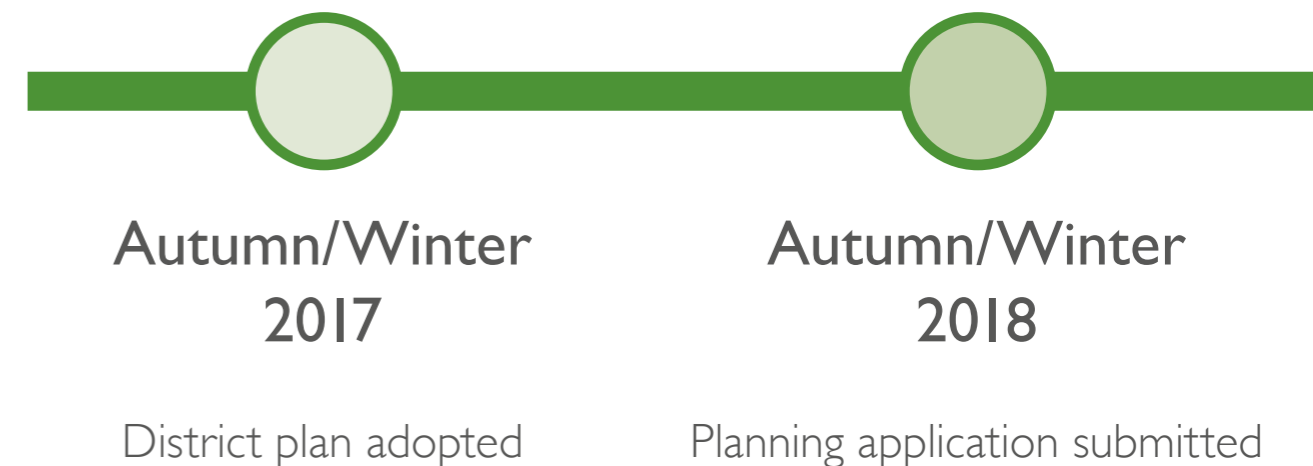 Autumn/Winter
2017
District plan adopted
Autumn/Winter
2018
Planning application submitted